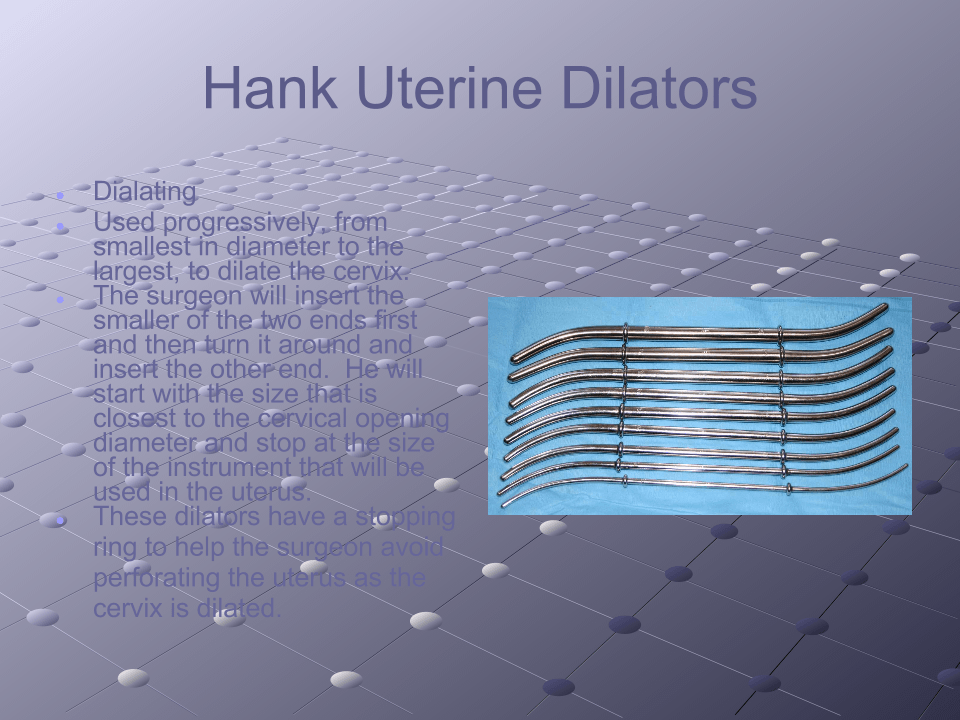 Hank Uterine Dilators
Dialating
Used progressively, from
smallest in diameter to the
largest, to dilate the cervix.
The surgeon will insert the
smaller of the two ends first
and then turn it around and
insert the other end.  He will
start with the size that is
closest to the cervical opening
diameter and stop at the size
of the instrument that will be
used in the uterus.
These dilators have a stopping
ring to help the surgeon avoid
perforating the uterus as the
cervix is dilated.